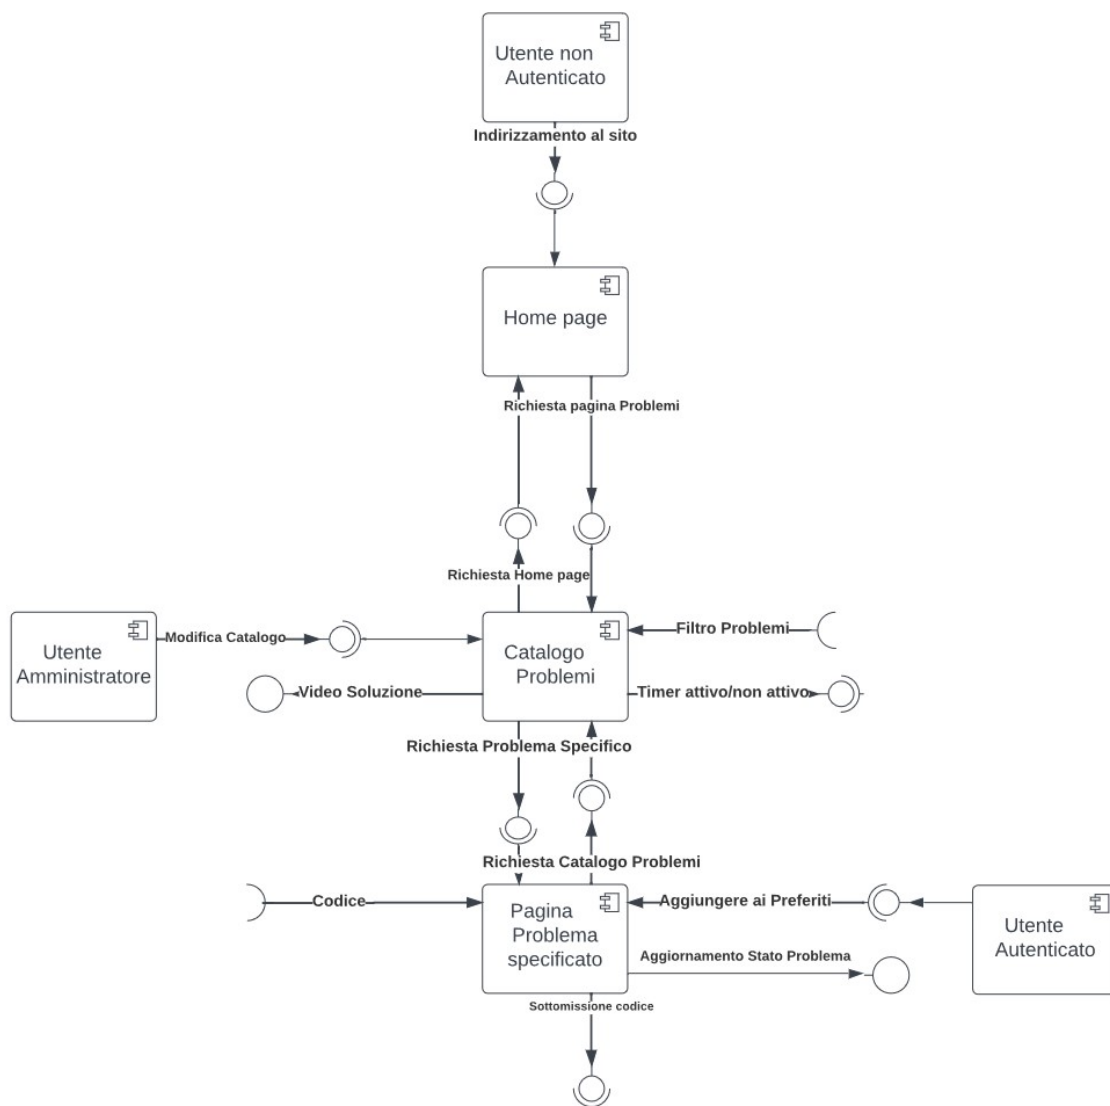 Utente non
Autenticato
Indirizzamento al sito
Home page
Richiesta pagina Problemi
Richiesta Home page
Utente
Amministratore
Modifica Catalogo
Catalogo
Problemi
Filtro Problemi
Video Soluzione
Timer attivo/non attivo
Richiesta Problema Specifico
Richiesta Catalogo Problemi
Codice
Pagina
Problema
specificato
Aggiungere ai Preferiti
Utente
Autenticato
Aggiornamento Stato Problema
Sottomissione codice